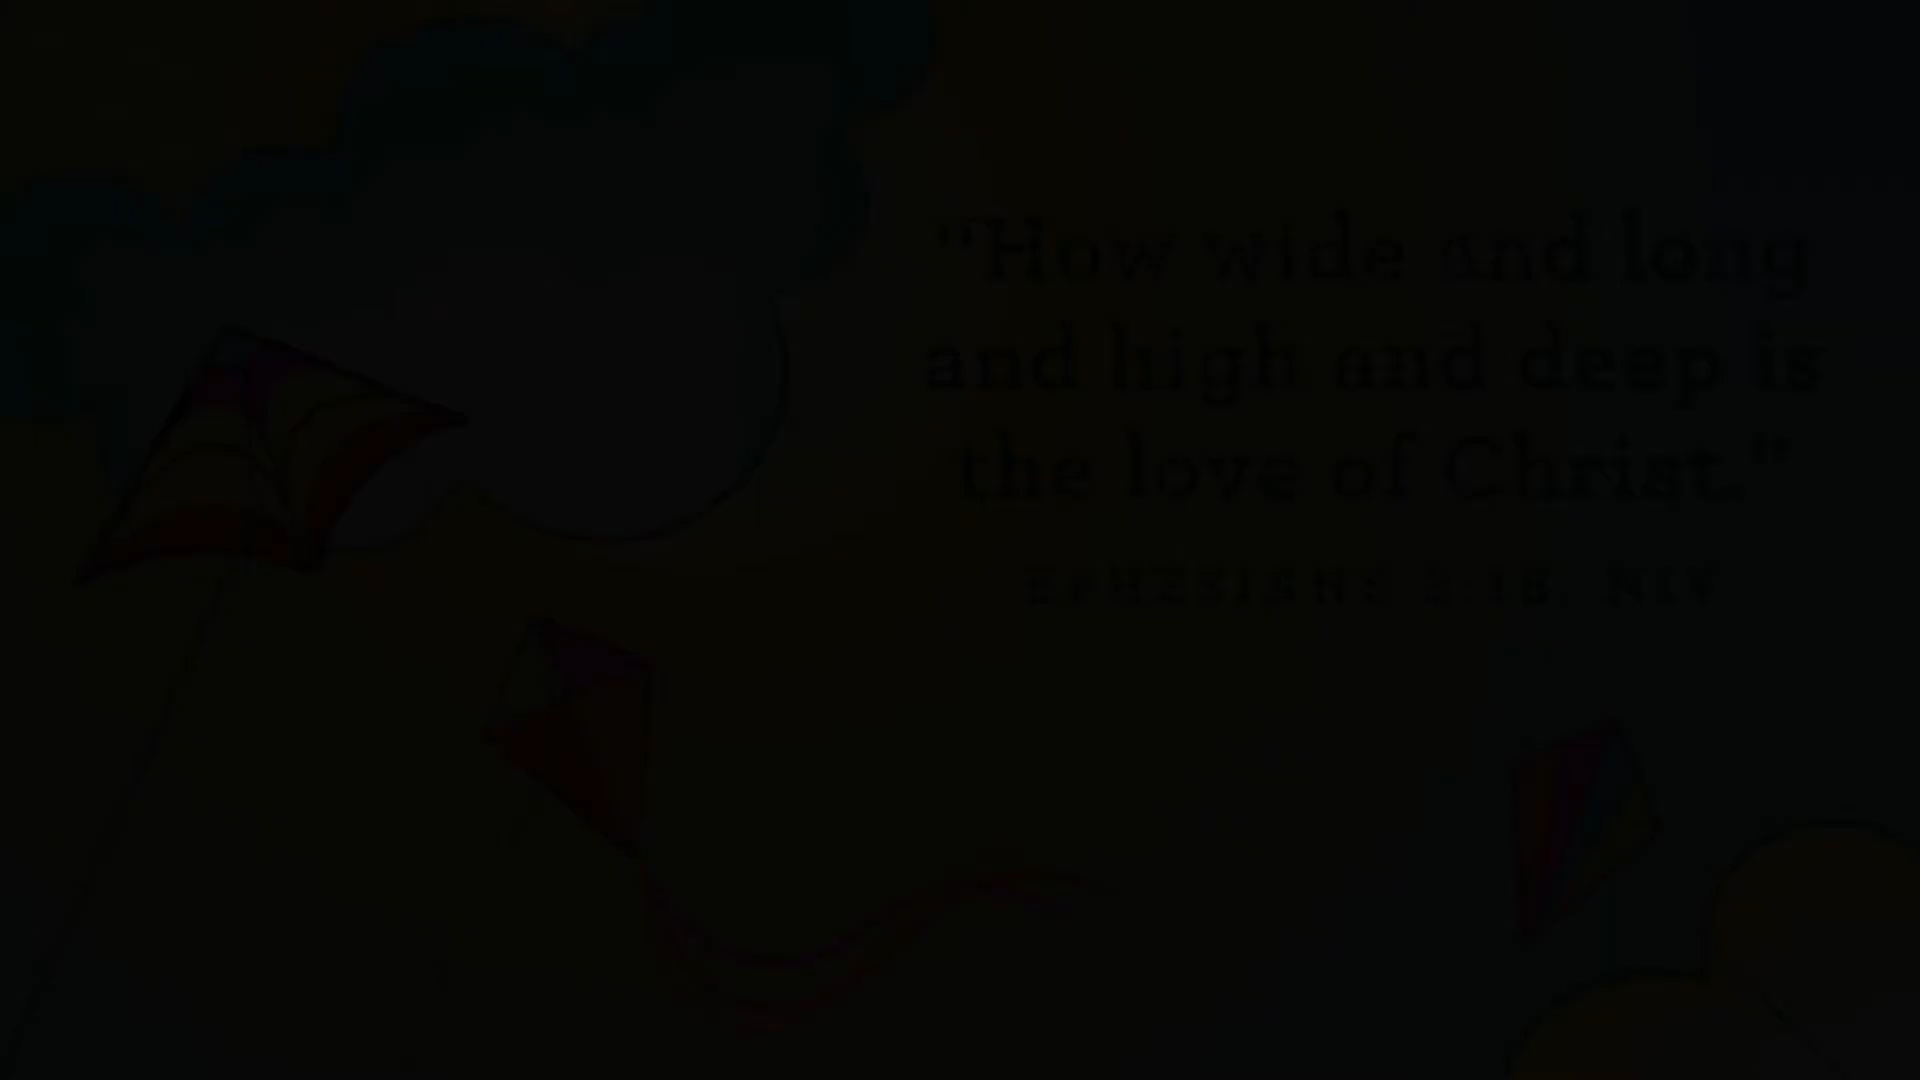 “How wide and long
and high and deep is
the love of Christ.”
EPHESIANS 3:18, NIV